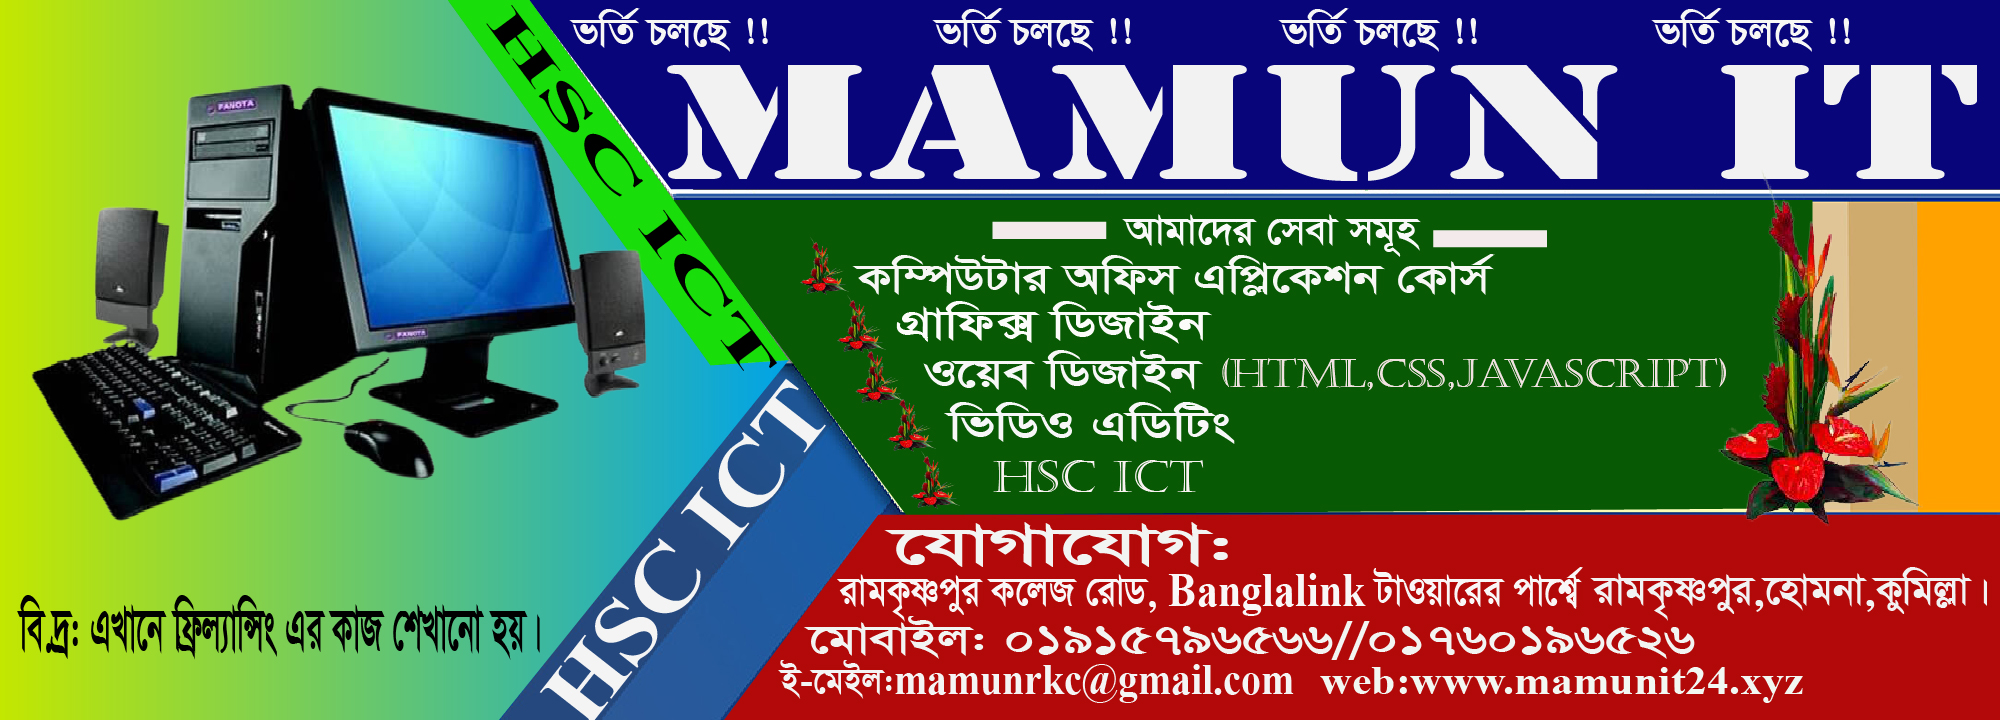 ভর্তি চলছে !! ভর্তি চলছে !! ভর্তি চলছে !! ভর্তি চলছে !!
MAMUN IT
HSC ICT
PANOTA
PANOTA
আমাদের সেবা সমূহ
কম্পিউটার অফিস এপ্লিকেশন কোর্স
গ্রাফিক্স ডিজাইন
ওয়েব ডিজাইন (HTML,CSS,JAVASCRIPT)
ভিডিও এডিটিং
HSC ICT
HSC ICT
যোগাযোগ:
রামকৃষ্ণপুর কলেজ রোড, Banglalink টাওয়ারের পার্শ্বে রামকৃষ্ণপুর,হোমনা,কুমিল্লা।
মোবাইল: ০১৯১৫৭৯৬৫৬৬//০১৭৬০১৯৬৫২৬
ই-মেইল:mamunrkc@gmail.com web:www.mamunit24.xyz
বি.দ্র: এখানে ফ্রিল্যান্সিং এর কাজ শেখানো হয়।